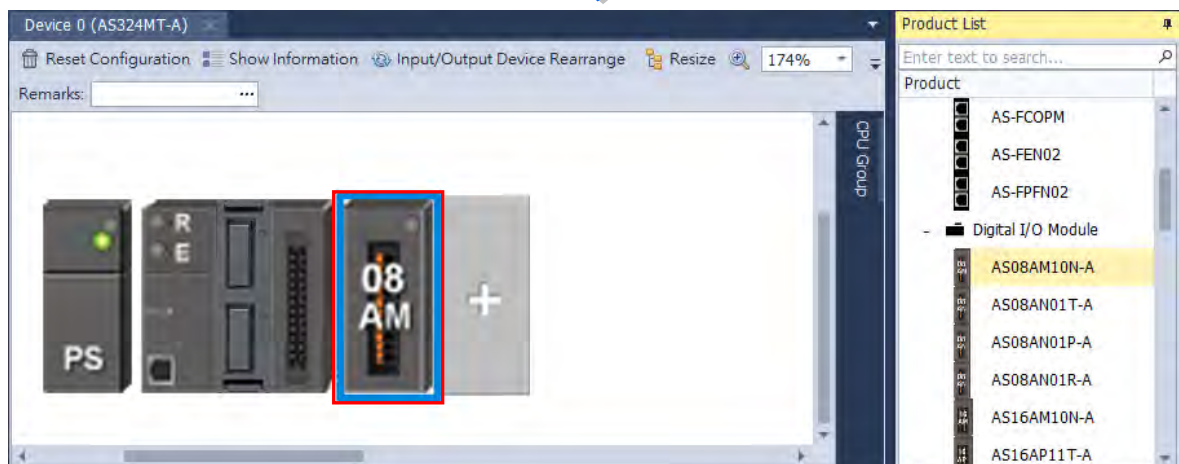 Device 0 (AS324MT-A)
Reset Configuration Show Information Input/Output Device Rearrange Resize 174%
Remarks: ...
CPU Group
R
E
PS
08
AM
+
Product List
Enter text to search...
Product
AS-FCOPM
AS-FEN02
AS-FPFN02
- Digital I/O Module
AS08AM10N-A
AS08AN01T-A
AS08AN01P-A
AS08AN01R-A
AS16AM10N-A
AS16AP11T-A